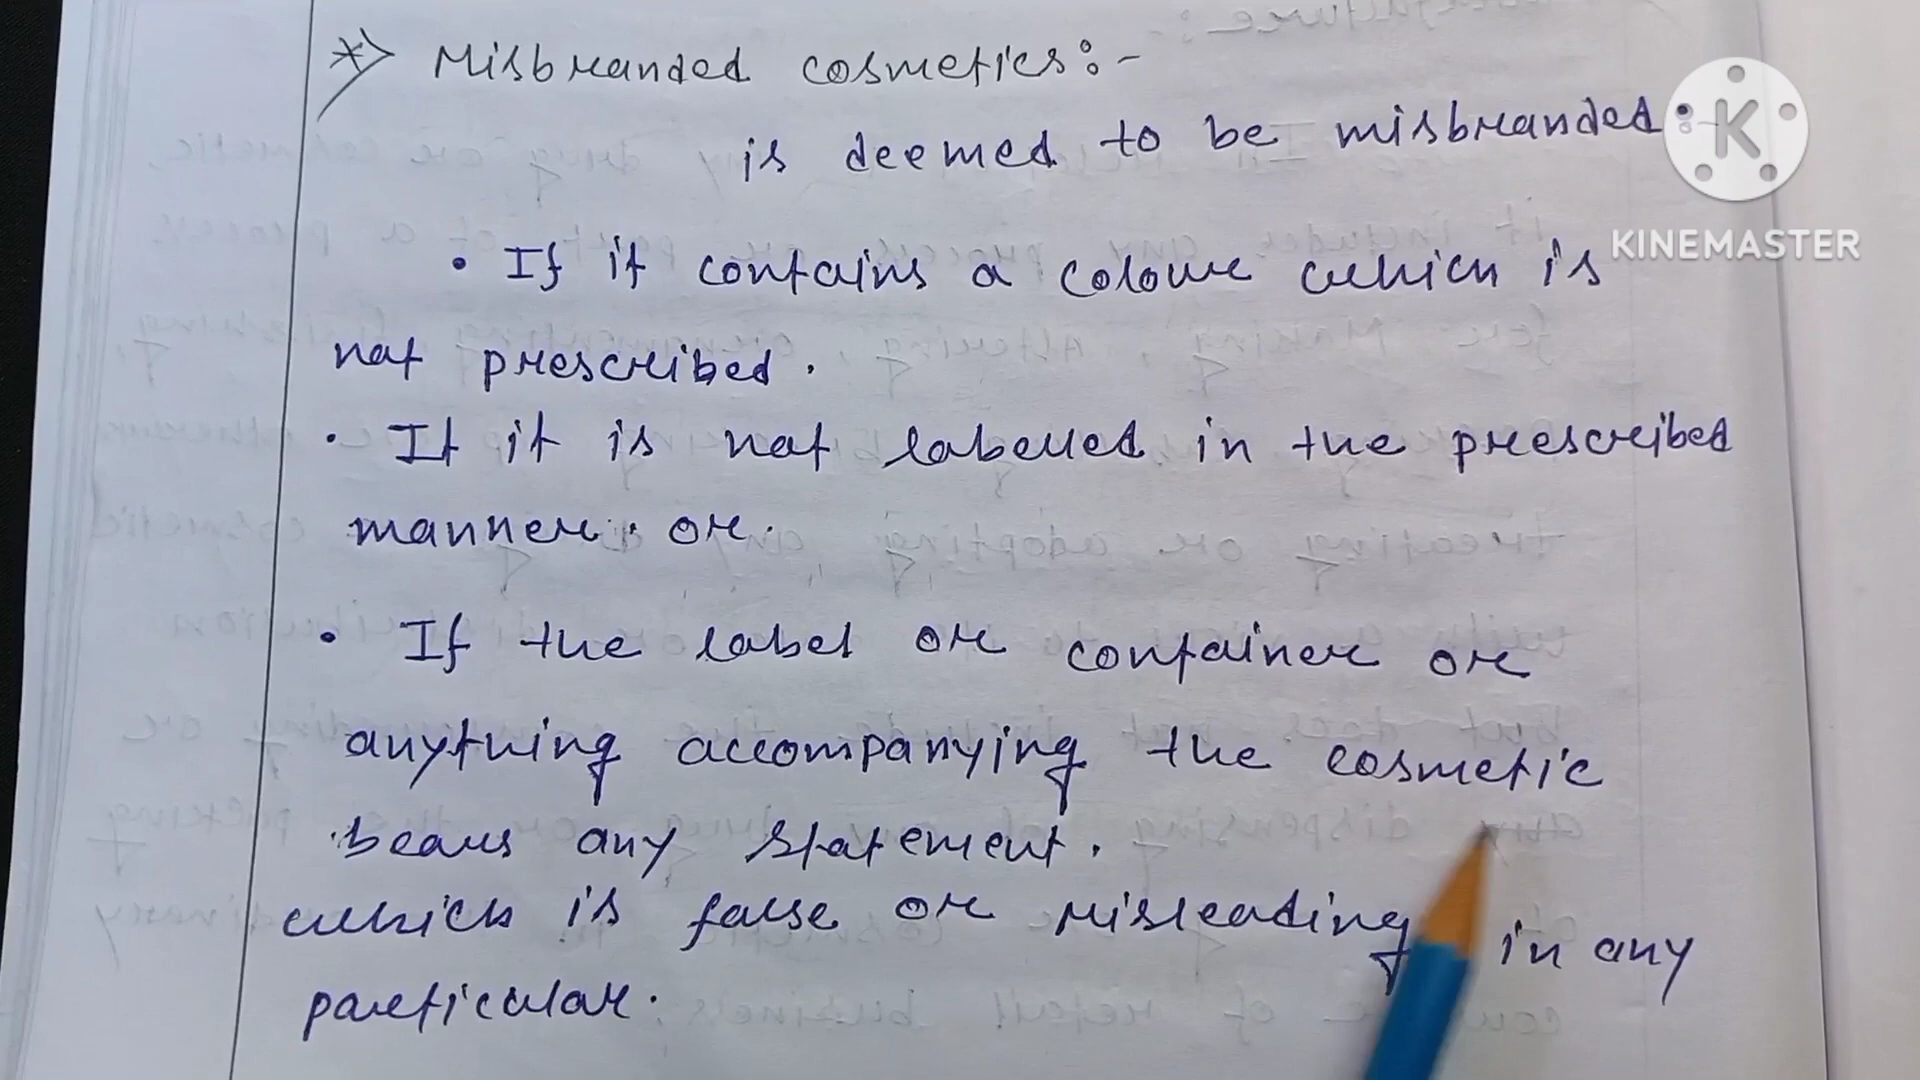 *> Misbranded cosmetics:-
is deemed to be misbranded:-
• If it contains a colour which is
not prescribed.
• If it is not labelled in the prescribed
manner. or.
• If the label or container or
anything accompanying the cosmetic
bears any statement.
which is false or misleading in any
particular.
K
KINEMASTER